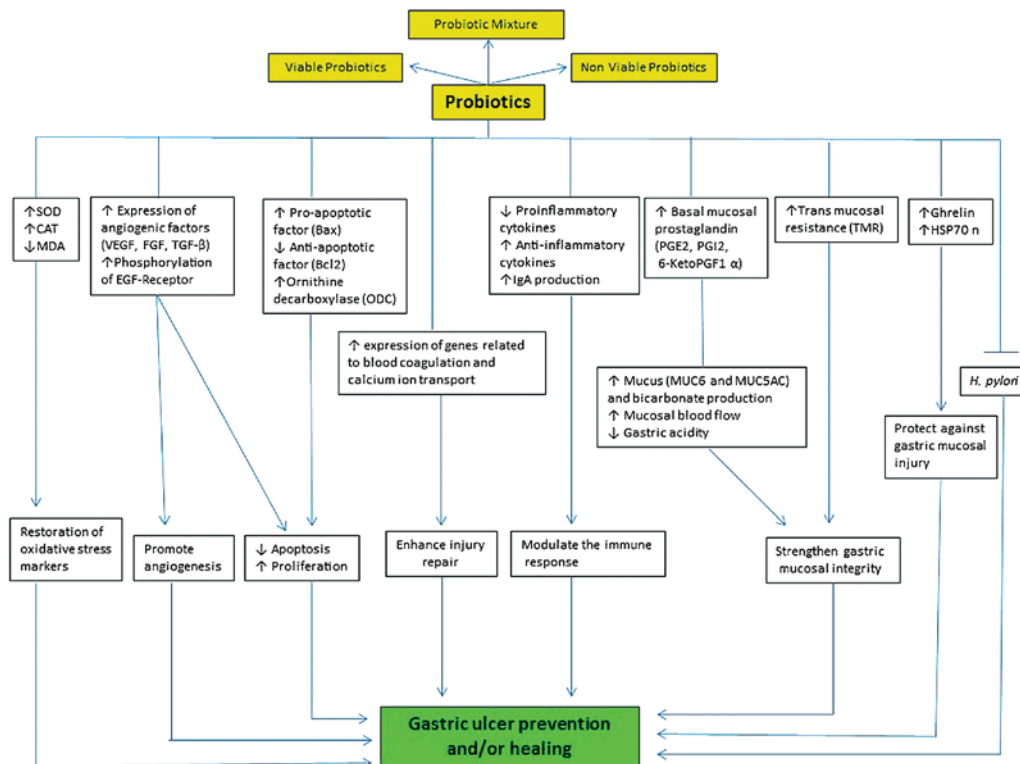 Probiotic Mixture
Viable Probiotics
Non Viable Probiotics
Probiotics
↑SOD
↑CAT
↓MDA
↑ Expression of
angiogenic factors
(VEGF, FGF, TGF-β)
↑Phosphorylation
of EGF-Receptor
↑ Pro-apoptotic
factor (Bax)
↓ Anti-apoptotic
factor (Bcl2)
↑Ornithine
decarboxylase (ODC)
↑ expression of genes related
to blood coagulation and
calcium ion transport
↓ Proinflammatory
cytokines
↑ Anti-inflammatory
cytokines
↑IgA production
↑ Basal mucosal
prostaglandin
(PGE2, PGI2,
6-KetoPGF1 α)
↑Trans mucosal
resistance (TMR)
↑Ghrelin
↑HSP70 n
↑ Mucus (MUC6 and MUC5AC)
and bicarbonate production
↑ Mucosal blood flow
↓ Gastric acidity
H. pylori
Protect against
gastric mucosal
injury
Restoration of
oxidative stress
markers
Promote
angiogenesis
↓ Apoptosis
↑ Proliferation
Enhance injury
repair
Modulate the immune
response
Strengthen gastric
mucosal integrity
Gastric ulcer prevention
and/or healing